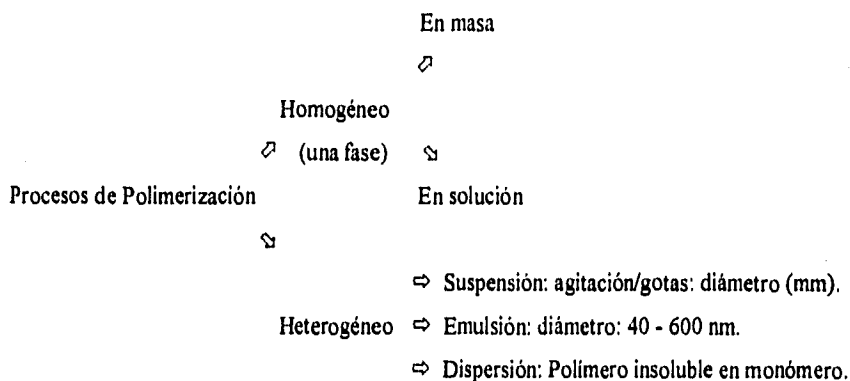 En masa
Homogéneo
(una fase)
Procesos de Polimerización
En solución
⇨ Suspensión: agitación/gotas: diámetro (mm).
Heterogéneo ⇨ Emulsión: diámetro: 40 - 600 nm.
⇨ Dispersión: Polímero insoluble en monómero.